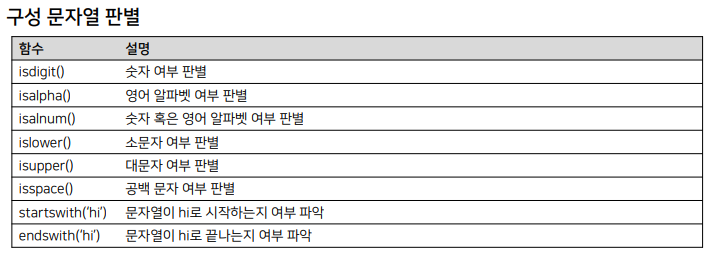 구성 문자열 판별
함수 설명
isdigit() 숫자 여부 판별
isalpha() 영어 알파벳 여부 판별
isalnum() 숫자 혹은 영어 알파벳 여부 판별
islower() 소문자 여부 판별
isupper() 대문자 여부 판별
isspace() 공백 문자 여부 판별
startswith(‘hi’) 문자열이 hi로 시작하는지 여부 파악
endswith(‘hi’) 문자열이 hi로 끝나는지 여부 파악